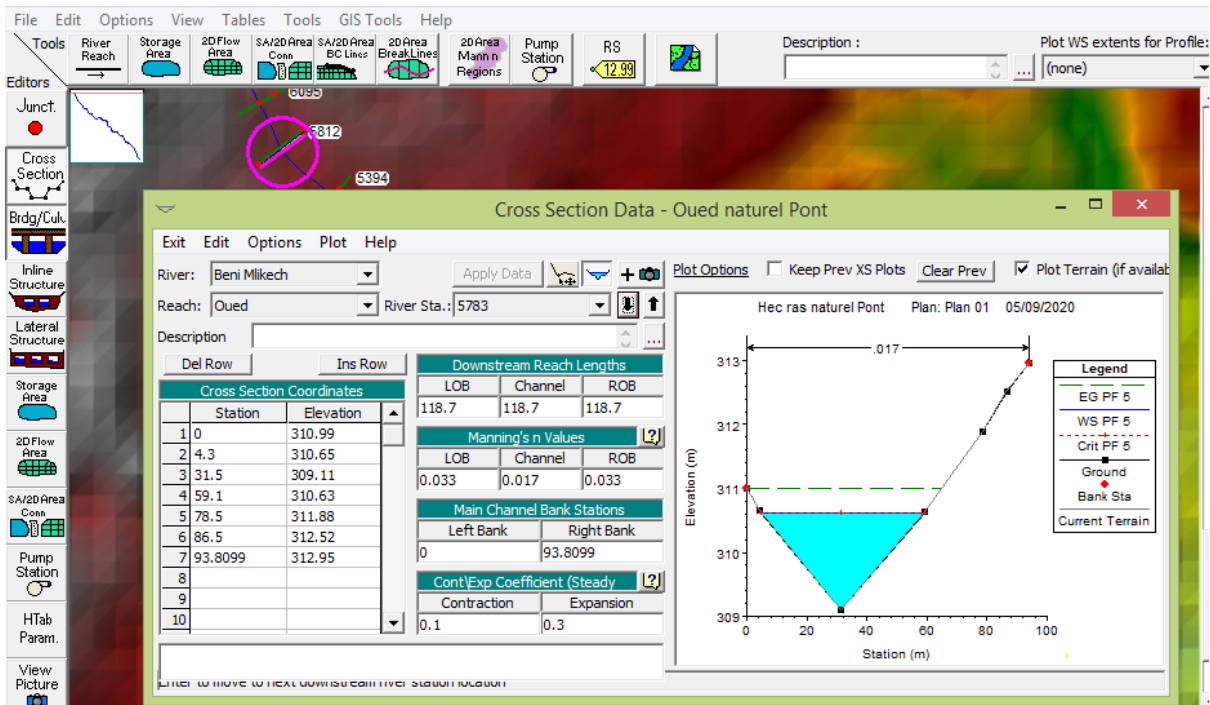 File Edit Options View Tables Tools GIS Tools Help
Tools
Editors
River Reach
Storage Area
2D Flow Area
SA/2D Area Conn
SA/2D Area BC Lines
2D Area BreakLines
2D Area Mann n Regions
Pump Station
RS
12.99
Description :
...
Plot WS extents for Profile:
(none)
Junct.
Cross Section
Brdg/Culv
Inline Structure
Lateral Structure
Storage Area
2D Flow Area
SA/2D Area Conn
Pump Station
HTab Param.
View Picture
6095
5812
5394
Cross Section Data - Oued naturel Pont
Exit Edit Options Plot Help
River: Beni Mlikech
Apply Data
Reach: Oued
River Sta.: 5783
Description
...
Del Row Ins Row
Cross Section Coordinates
Station Elevation
1 0 310.99
2 4.3 310.65
3 31.5 309.11
4 59.1 310.63
5 78.5 311.88
6 86.5 312.52
7 93.8099 312.95
8
9
10
Downstream Reach Lengths
LOB Channel ROB
118.7 118.7 118.7
Manning's n Values
LOB Channel ROB
0.033 0.017 0.033
Main Channel Bank Stations
Left Bank Right Bank
0 93.8099
Cont\Exp Coefficient (Steady
Contraction Expansion
0.1 0.3
Enter to move to next downstream river station location
Plot Options Keep Prev XS Plots Clear Prev Plot Terrain (if availab
Hec ras naturel Pont Plan: Plan 01 05/09/2020
.017
313
312
311
310
309
Elevation (m)
0 20 40 60 80 100
Station (m)
Legend
EG PF 5
WS PF 5
Crit PF 5
Ground
Bank Sta
Current Terrain